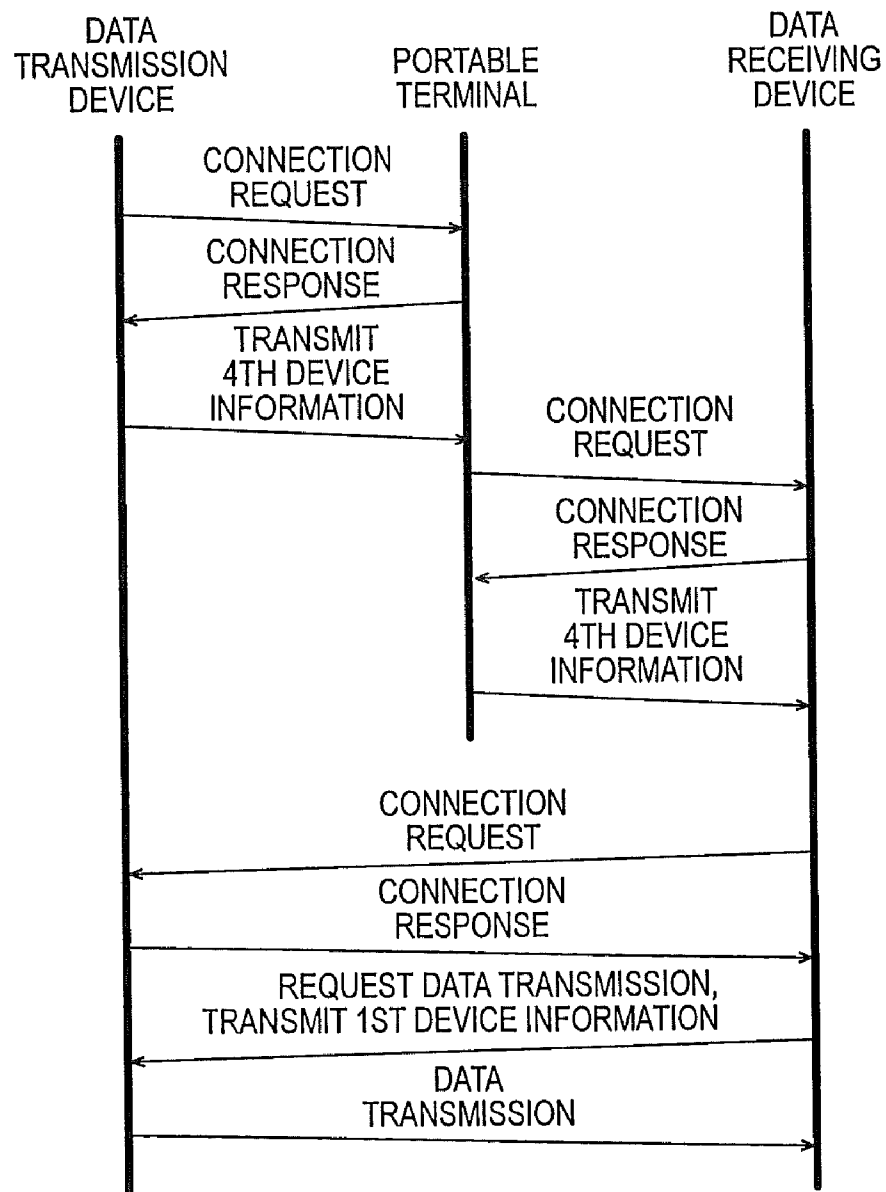 DATA
TRANSMISSION
DEVICE
PORTABLE
TERMINAL
DATA
RECEIVING
DEVICE
CONNECTION
REQUEST
CONNECTION
RESPONSE
TRANSMIT
4TH DEVICE
INFORMATION
CONNECTION
REQUEST
CONNECTION
RESPONSE
TRANSMIT
4TH DEVICE
INFORMATION
CONNECTION
REQUEST
CONNECTION
RESPONSE
REQUEST DATA TRANSMISSION,
TRANSMIT 1ST DEVICE INFORMATION
DATA
TRANSMISSION